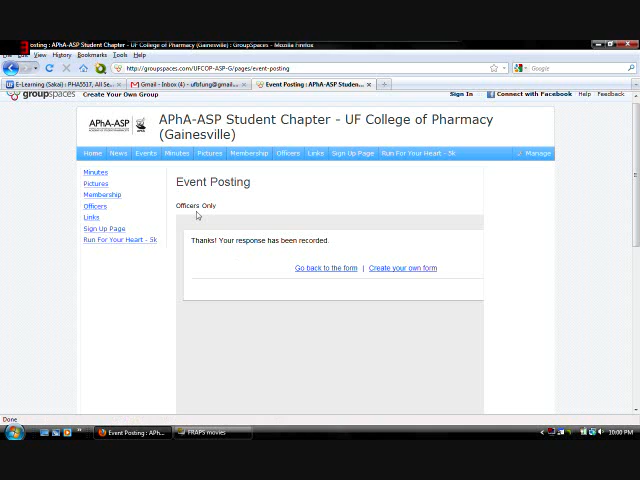 osting : APhA-ASP Student Chapter - UF College of Pharmacy (Gainesville) : GroupSpaces - Mozilla Firefox
View History Bookmarks Tools Help
http://groupspaces.com/UFCOP-ASP-G/pages/event-posting
Google
E-Learning (Sakai) : PHA5517, All Se...
Gmail - Inbox (4) - ufbfung@gmail....
Event Posting : APhA-ASP Studen...
groupspaces
Create Your Own Group
Sign In
Connect with Facebook
Help
Feedback
APhA-ASP
APhA-ASP Student Chapter - UF College of Pharmacy
(Gainesville)
Home News Events Minutes Pictures Membership Officers Links Sign Up Page Run For Your Heart - 5k Manage
Minutes
Pictures
Membership
Officers
Links
Sign Up Page
Run For Your Heart - 5k
Event Posting
Officers Only
Thanks! Your response has been recorded.
Go back to the form | Create your own form
Done
Event Posting : APh...
FRAPS movies
10:00 PM